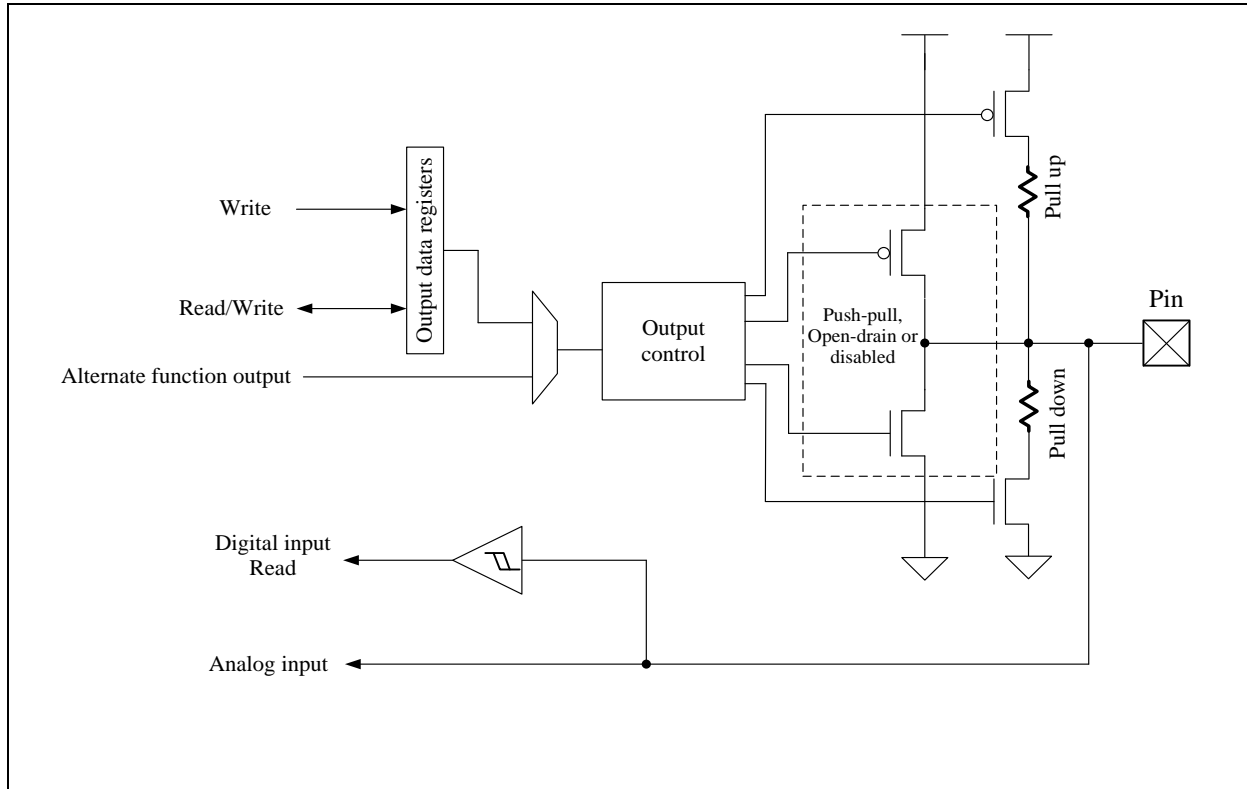 Write
Read/Write
Alternate function output
Output data registers
Output
control
Push-pull,
Open-drain or
disabled
Pull up
Pull down
Pin
Digital input
Read
Analog input